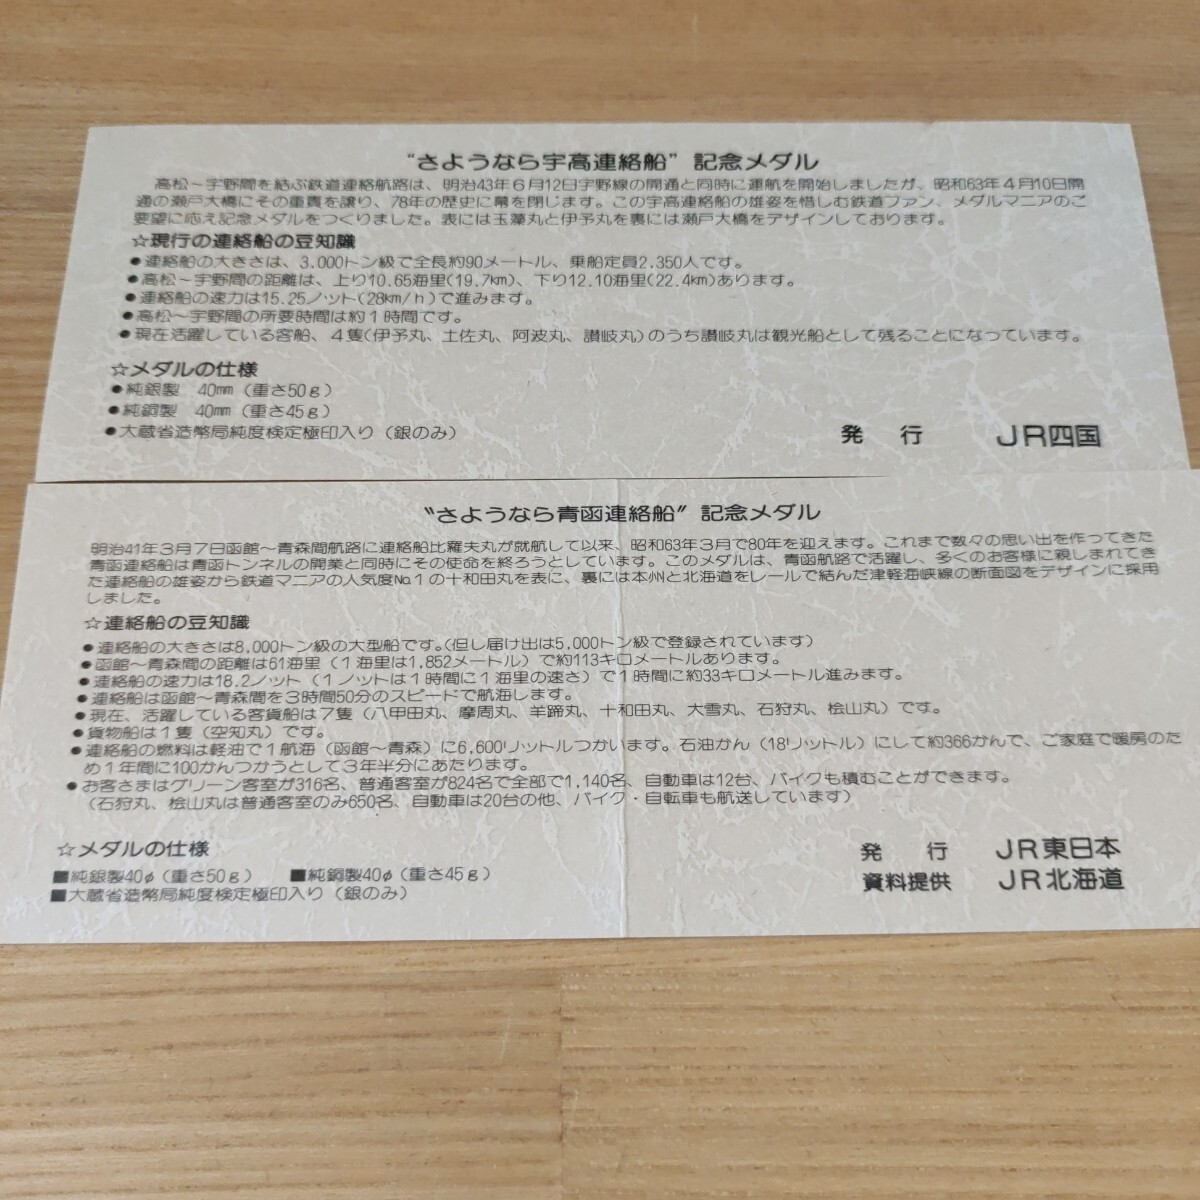 “さようなら宇高連絡船” 記念メダル
高松～宇野間を結ぶ鉄道連絡航路は、明治43年6月12日宇野線の開通と同時に運航を開始しましたが、昭和63年4月10日開
通の瀬戸大橋にその重責を譲り、78年の歴史に幕を閉じます。この宇高連絡船の雄姿を惜しむ鉄道ファン、メダルマニアのご
要望に応え記念メダルをつくりました。表には玉藻丸と伊予丸を裏には瀬戸大橋をデザインしております。
☆現行の連絡船の豆知識
●連絡船の大きさは、3,000トン級で全長約90メートル、乗船定員2,350人です。
●高松～宇野間の距離は、上り10.65海里(19.7km)、下り12.10海里(22.4km)あります。
●連絡船の速力は15.25ノット(28km/h)で進みます。
●高松～宇野間の所要時間は約1時間です。
●現在活躍している客船、4隻(伊予丸、土佐丸、阿波丸、讃岐丸)のうち讃岐丸は観光船として残ることになっています。
☆メダルの仕様
●純銀製 40mm (重さ50g)
●純銅製 40mm (重さ45g)
●大蔵省造幣局純度検定極印入り (銀のみ)
発 行 JR四国
“さようなら青函連絡船” 記念メダル
明治41年3月7日函館～青森間航路に連絡船比羅夫丸が就航して以来、昭和63年3月で80年を迎えます。これまで数々の思い出を作ってきた
青函連絡船は青函トンネルの開業と同時にその使命を終ろうとしています。このメダルは、青函航路で活躍し、多くのお客様に親しまれてき
た連絡船の雄姿から鉄道マニアの人気度No.1の十和田丸を表に、裏には本州と北海道をレールで結んだ津軽海峡線の断面図をデザインに採用
しました。
☆連絡船の豆知識
●連絡船の大きさは8,000トン級の大型船です。(但し届け出は5,000トン級で登録されています)
●函館～青森間の距離は61海里 (1海里は1,852メートル) で約113キロメートルあります。
●連絡船の速力は18.2ノット (1ノットは1時間に1海里の速さ) で1時間に約33キロメートル進みます。
●連絡船は函館～青森間を3時間50分のスピードで航海します。
●現在、活躍している客貨船は7隻 (八甲田丸、摩周丸、羊蹄丸、十和田丸、大雪丸、石狩丸、桧山丸) です。
●貨物船は1隻 (空知丸) です。
●連絡船の燃料は軽油で1航海 (函館～青森) に6,600リットルつかいます。石油かん (18リットル) にして約366かんで、ご家庭で暖房のた
め1年間に100かんつかうとして3年半分にあたります。
●お客さまはグリーン客室が316名、普通客室が824名で全部で1,140名、自動車は12台、バイクも積むことができます。
(石狩丸、桧山丸は普通客室のみ650名、自動車は20台の他、バイク・自転車も航送しています)
☆メダルの仕様
■純銀製40φ (重さ50g) ■純銅製40φ (重さ45g)
■大蔵省造幣局純度検定極印入り (銀のみ)
発 行 JR東日本
資料提供 JR北海道